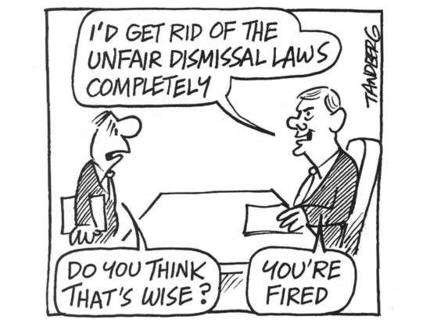 I'D GET RID OF THE
UNFAIR DISMISSAL LAWS
COMPLETELY
TANDBERG
DO YOU THINK
THAT'S WISE?
YOU'RE
FIRED